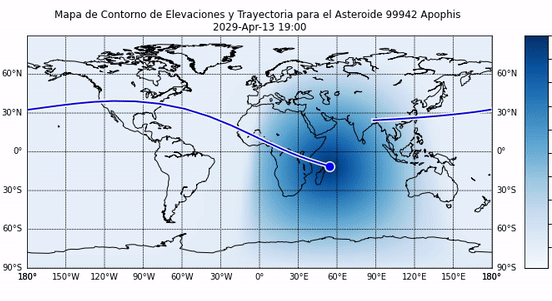 Mapa de Contorno de Elevaciones y Trayectoria para el Asteroide 99942 Apophis
2029-Apr-13 19:00
60°N 60°N
30°N 30°N
0° 0°
30°S 30°S
60°S 60°S
90°S 90°S
180° 150°W 120°W 90°W 60°W 30°W 0° 30°E 60°E 90°E 120°E 150°E 180°